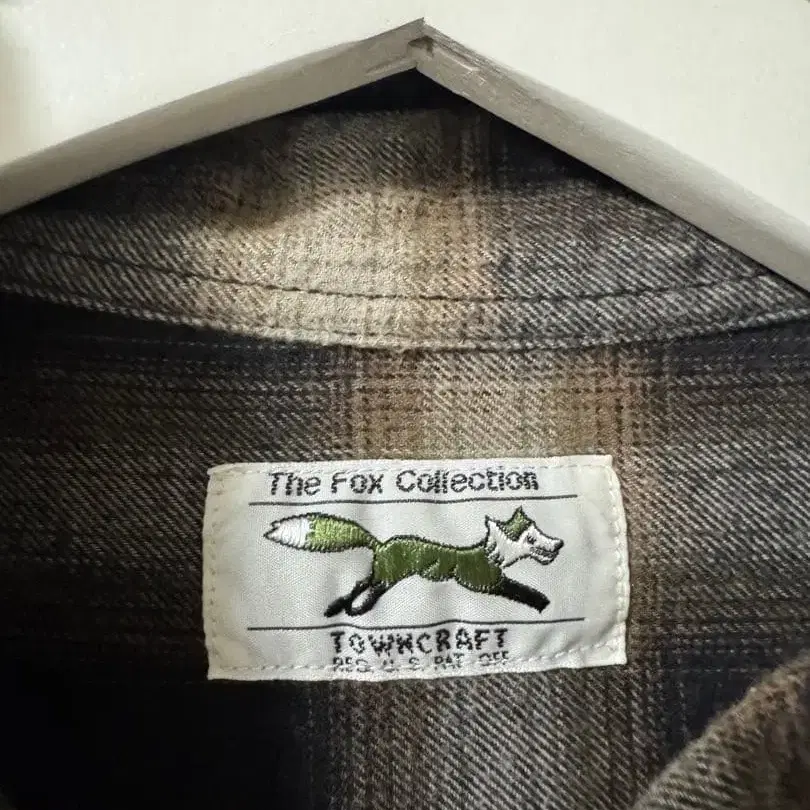 The Fox Collection
TOWNCRAFT
REG. U. S. PAT. OFF